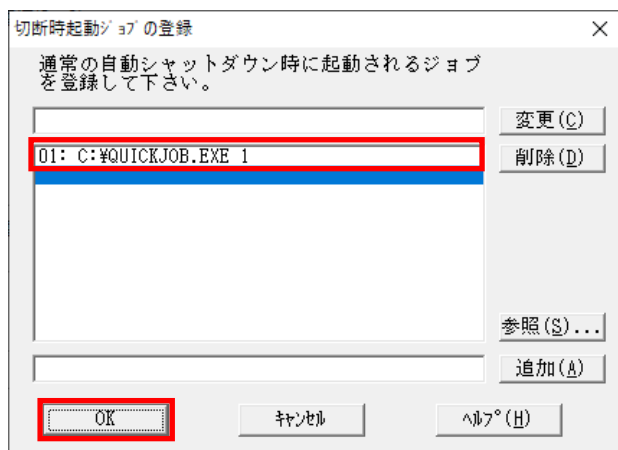 切断時起動ｼﾞｮﾌﾞの登録
通常の自動シャットダウン時に起動されるジョブ
を登録して下さい。
変更(C)
01: C:¥QUICKJOB.EXE 1
削除(D)
参照(S)...
追加(A)
OK
ｷｬﾝｾﾙ
ﾍﾙﾌﾟ(H)